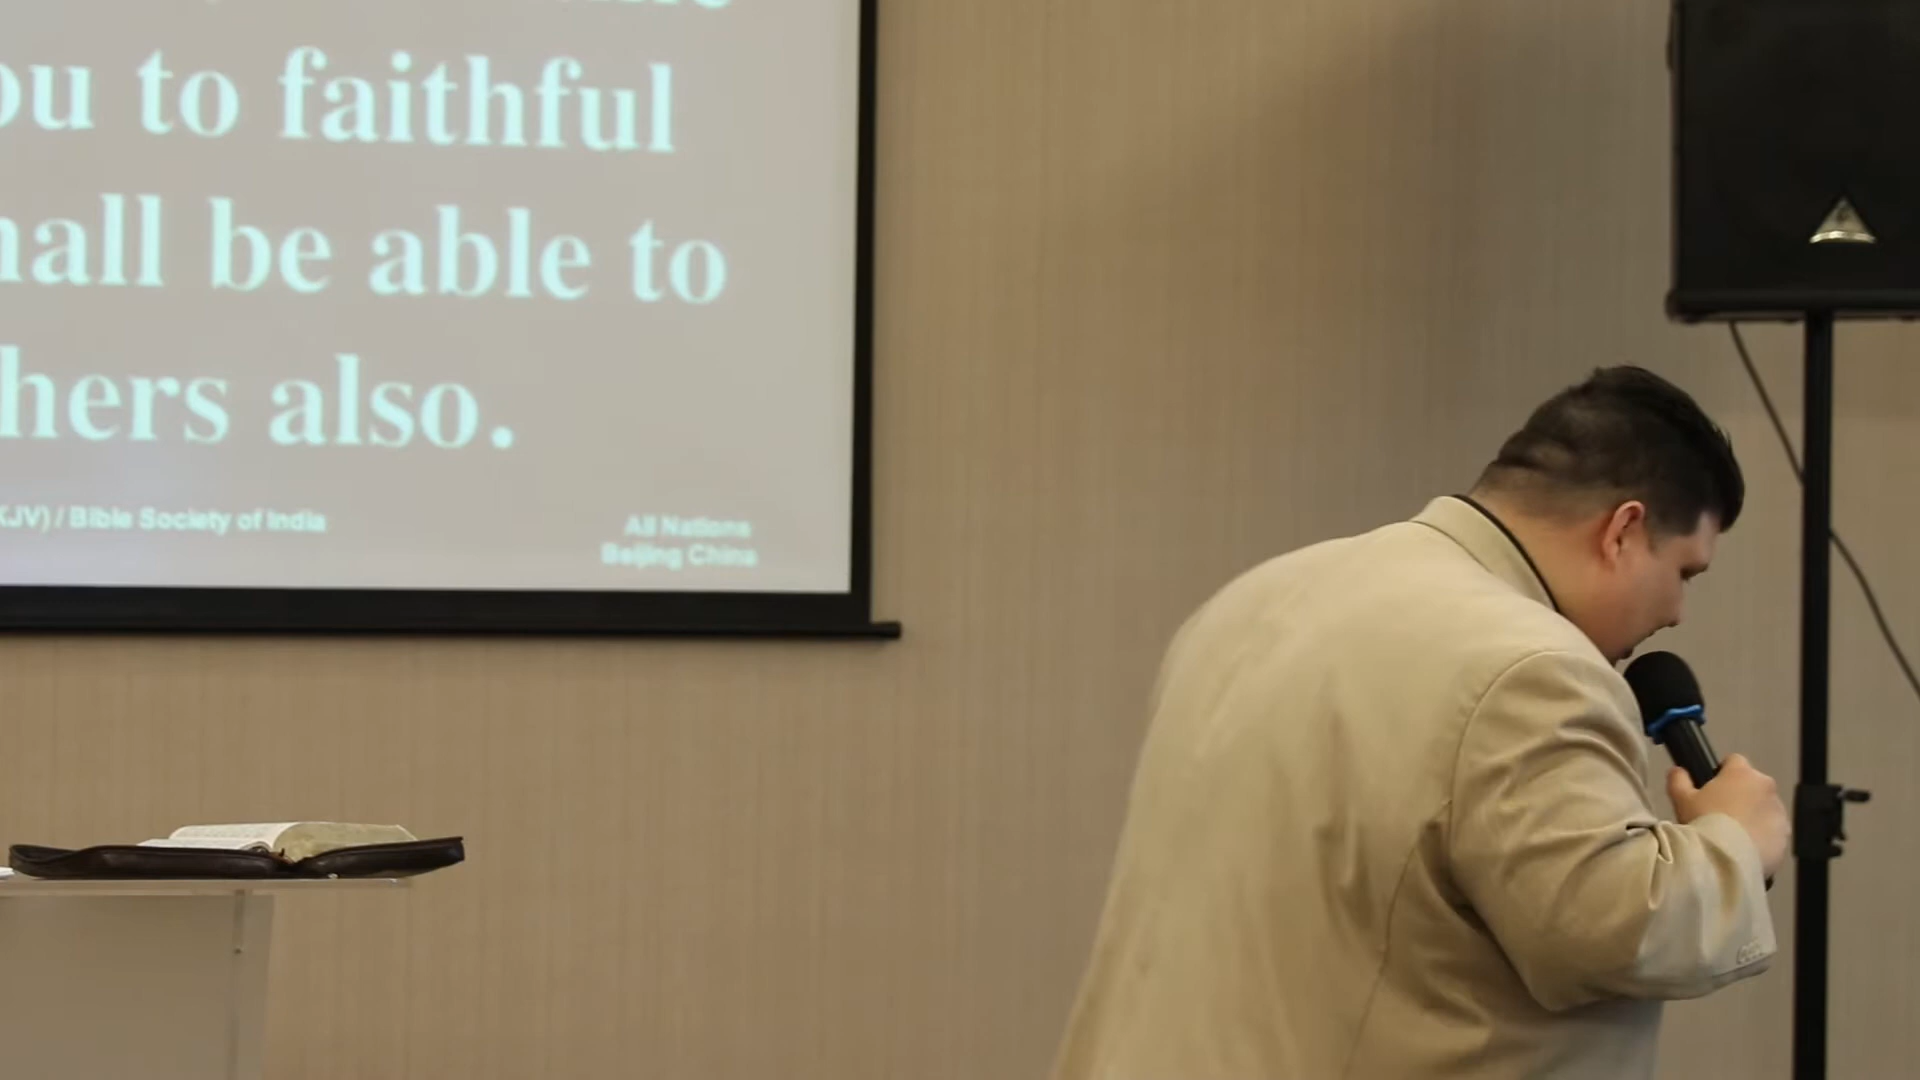 ou to faithful
hall be able to
hers also.
KJV) / Bible Society of India
All Nations
Beijing China